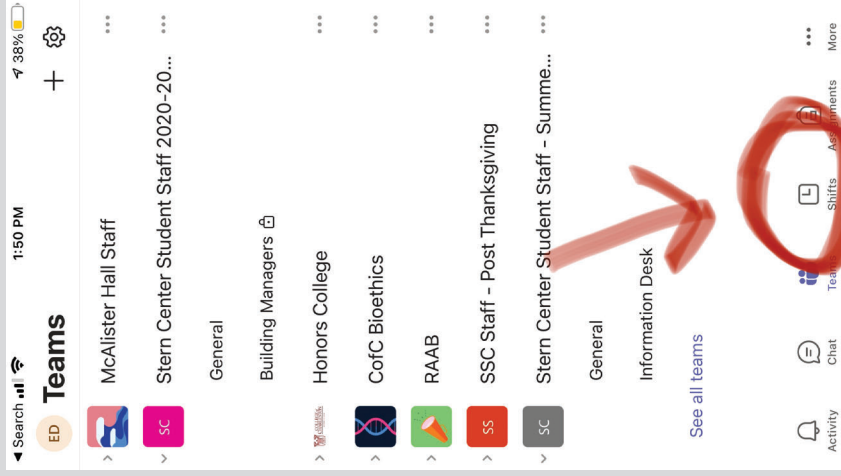 ◀ Search 1:50 PM 38%
ED Teams
McAlister Hall Staff
SC Stern Center Student Staff 2020-20...
General
Building Managers
Honors College
CofC Bioethics
RAAB
SS SSC Staff - Post Thanksgiving
SC Stern Center Student Staff - Summe...
General
Information Desk
See all teams
Activity Chat Teams Shifts Assignments More